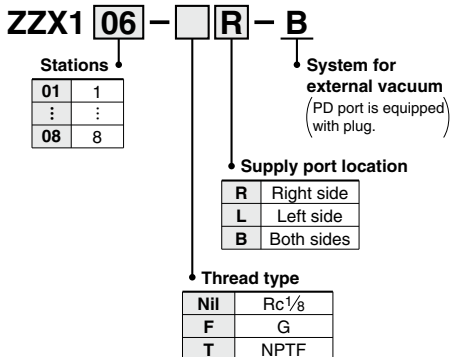 ZZX1 06 - R - B
Stations
01 1
⋮ ⋮
08 8
System for
external vacuum
(PD port is equipped
with plug.)
Supply port location
R Right side
L Left side
B Both sides
Thread type
Nil Rc1/8
F G
T NPTF